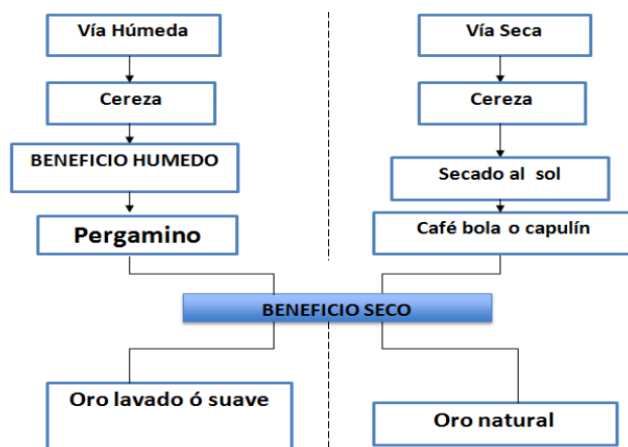 Vía Húmeda
Cereza
BENEFICIO HUMEDO
Pergamino
Vía Seca
Cereza
Secado al sol
Café bola o capulín
BENEFICIO SECO
Oro lavado ó suave
Oro natural